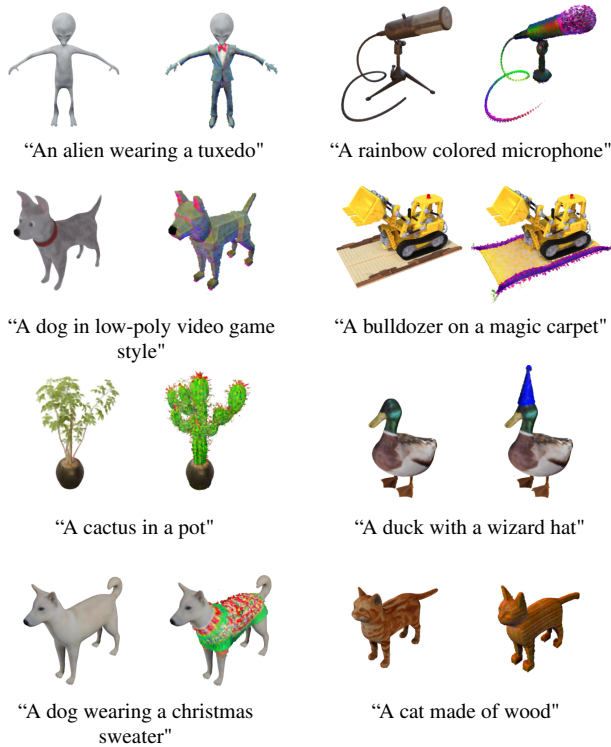 “An alien wearing a tuxedo"
“A rainbow colored microphone"
“A dog in low-poly video game
style"
“A bulldozer on a magic carpet"
“A cactus in a pot"
“A duck with a wizard hat"
“A dog wearing a christmas
sweater"
“A cat made of wood"